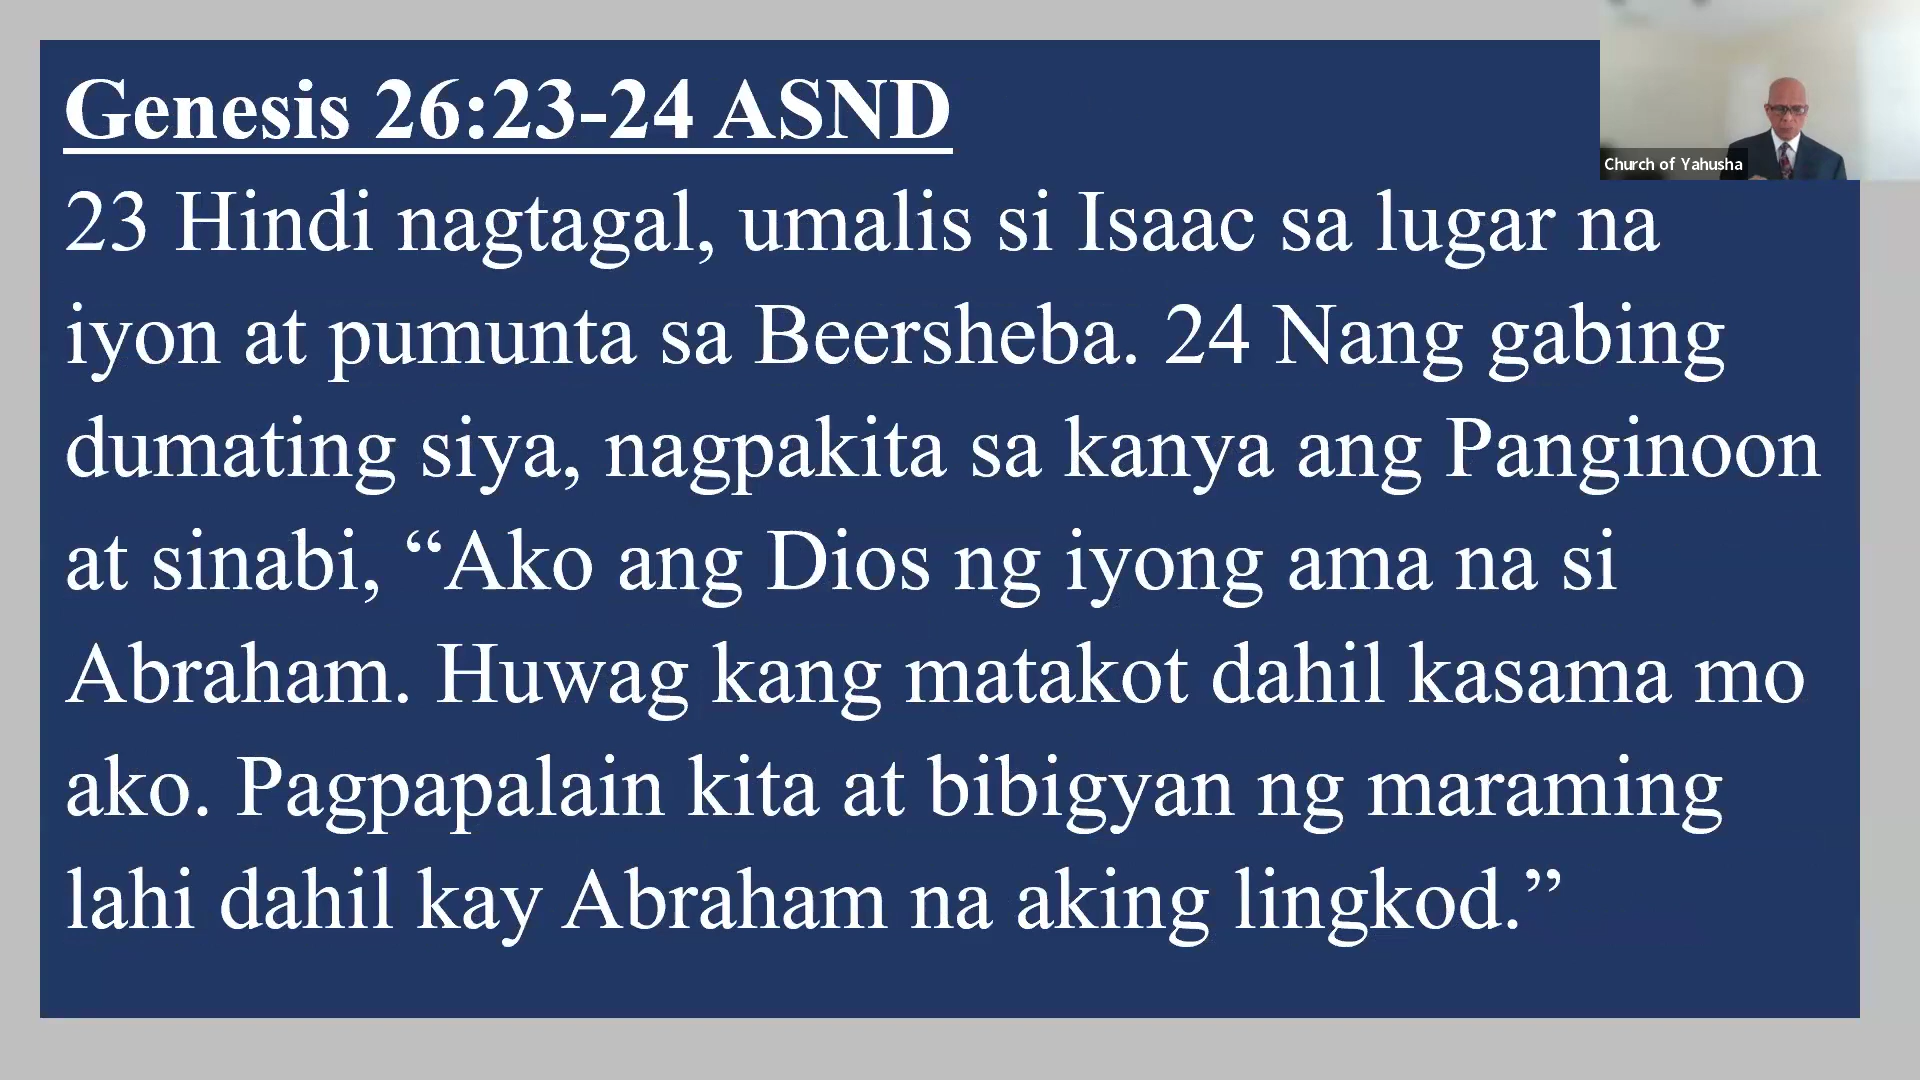 Genesis 26:23-24 ASND
23 Hindi nagtagal, umalis si Isaac sa lugar na
iyon at pumunta sa Beersheba. 24 Nang gabing
dumating siya, nagpakita sa kanya ang Panginoon
at sinabi, “Ako ang Dios ng iyong ama na si
Abraham. Huwag kang matakot dahil kasama mo
ako. Pagpapalain kita at bibigyan ng maraming
lahi dahil kay Abraham na aking lingkod.”
Church of Yahusha